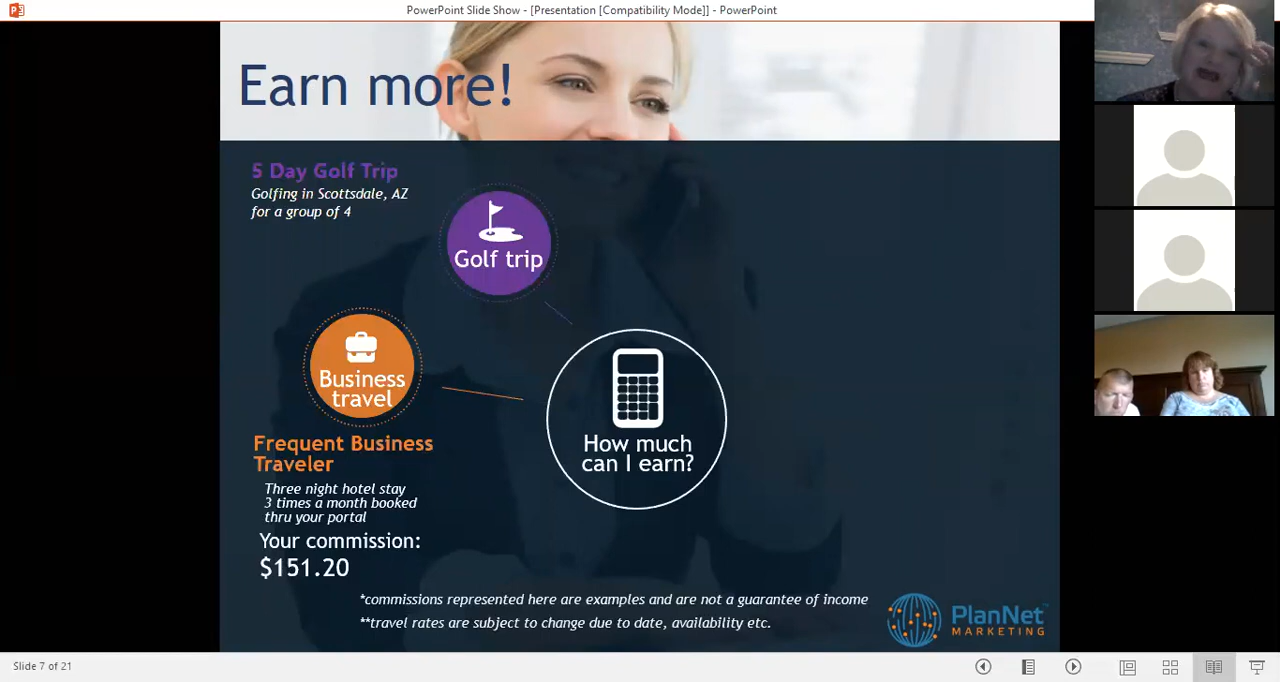 PowerPoint Slide Show - [Presentation [Compatibility Mode]] - PowerPoint
Earn more!
5 Day Golf Trip
Golfing in Scottsdale, AZ
for a group of 4
Golf trip
Business
travel
How much
can I earn?
Frequent Business
Traveler
Three night hotel stay
3 times a month booked
thru your portal
Your commission:
$151.20
*commissions represented here are examples and are not a guarantee of income
**travel rates are subject to change due to date, availability etc.
PlanNet™
MARKETING
Slide 7 of 21